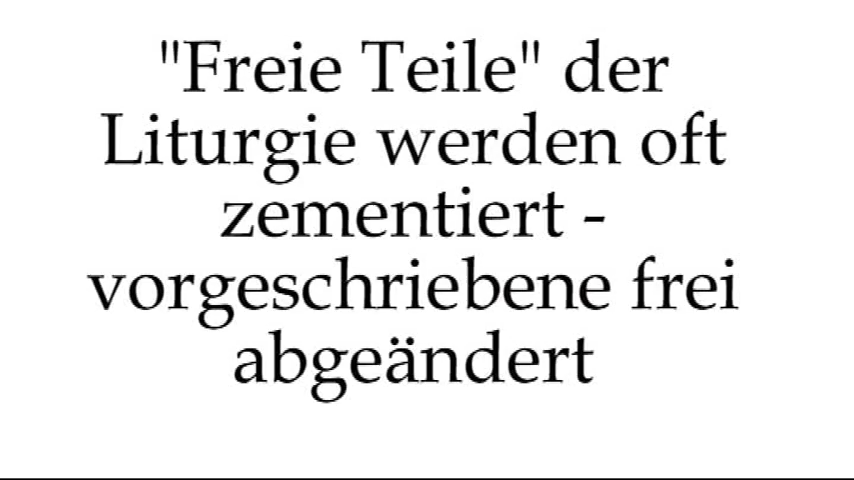 "Freie Teile" der
Liturgie werden oft
zementiert -
vorgeschriebene frei
abgeändert